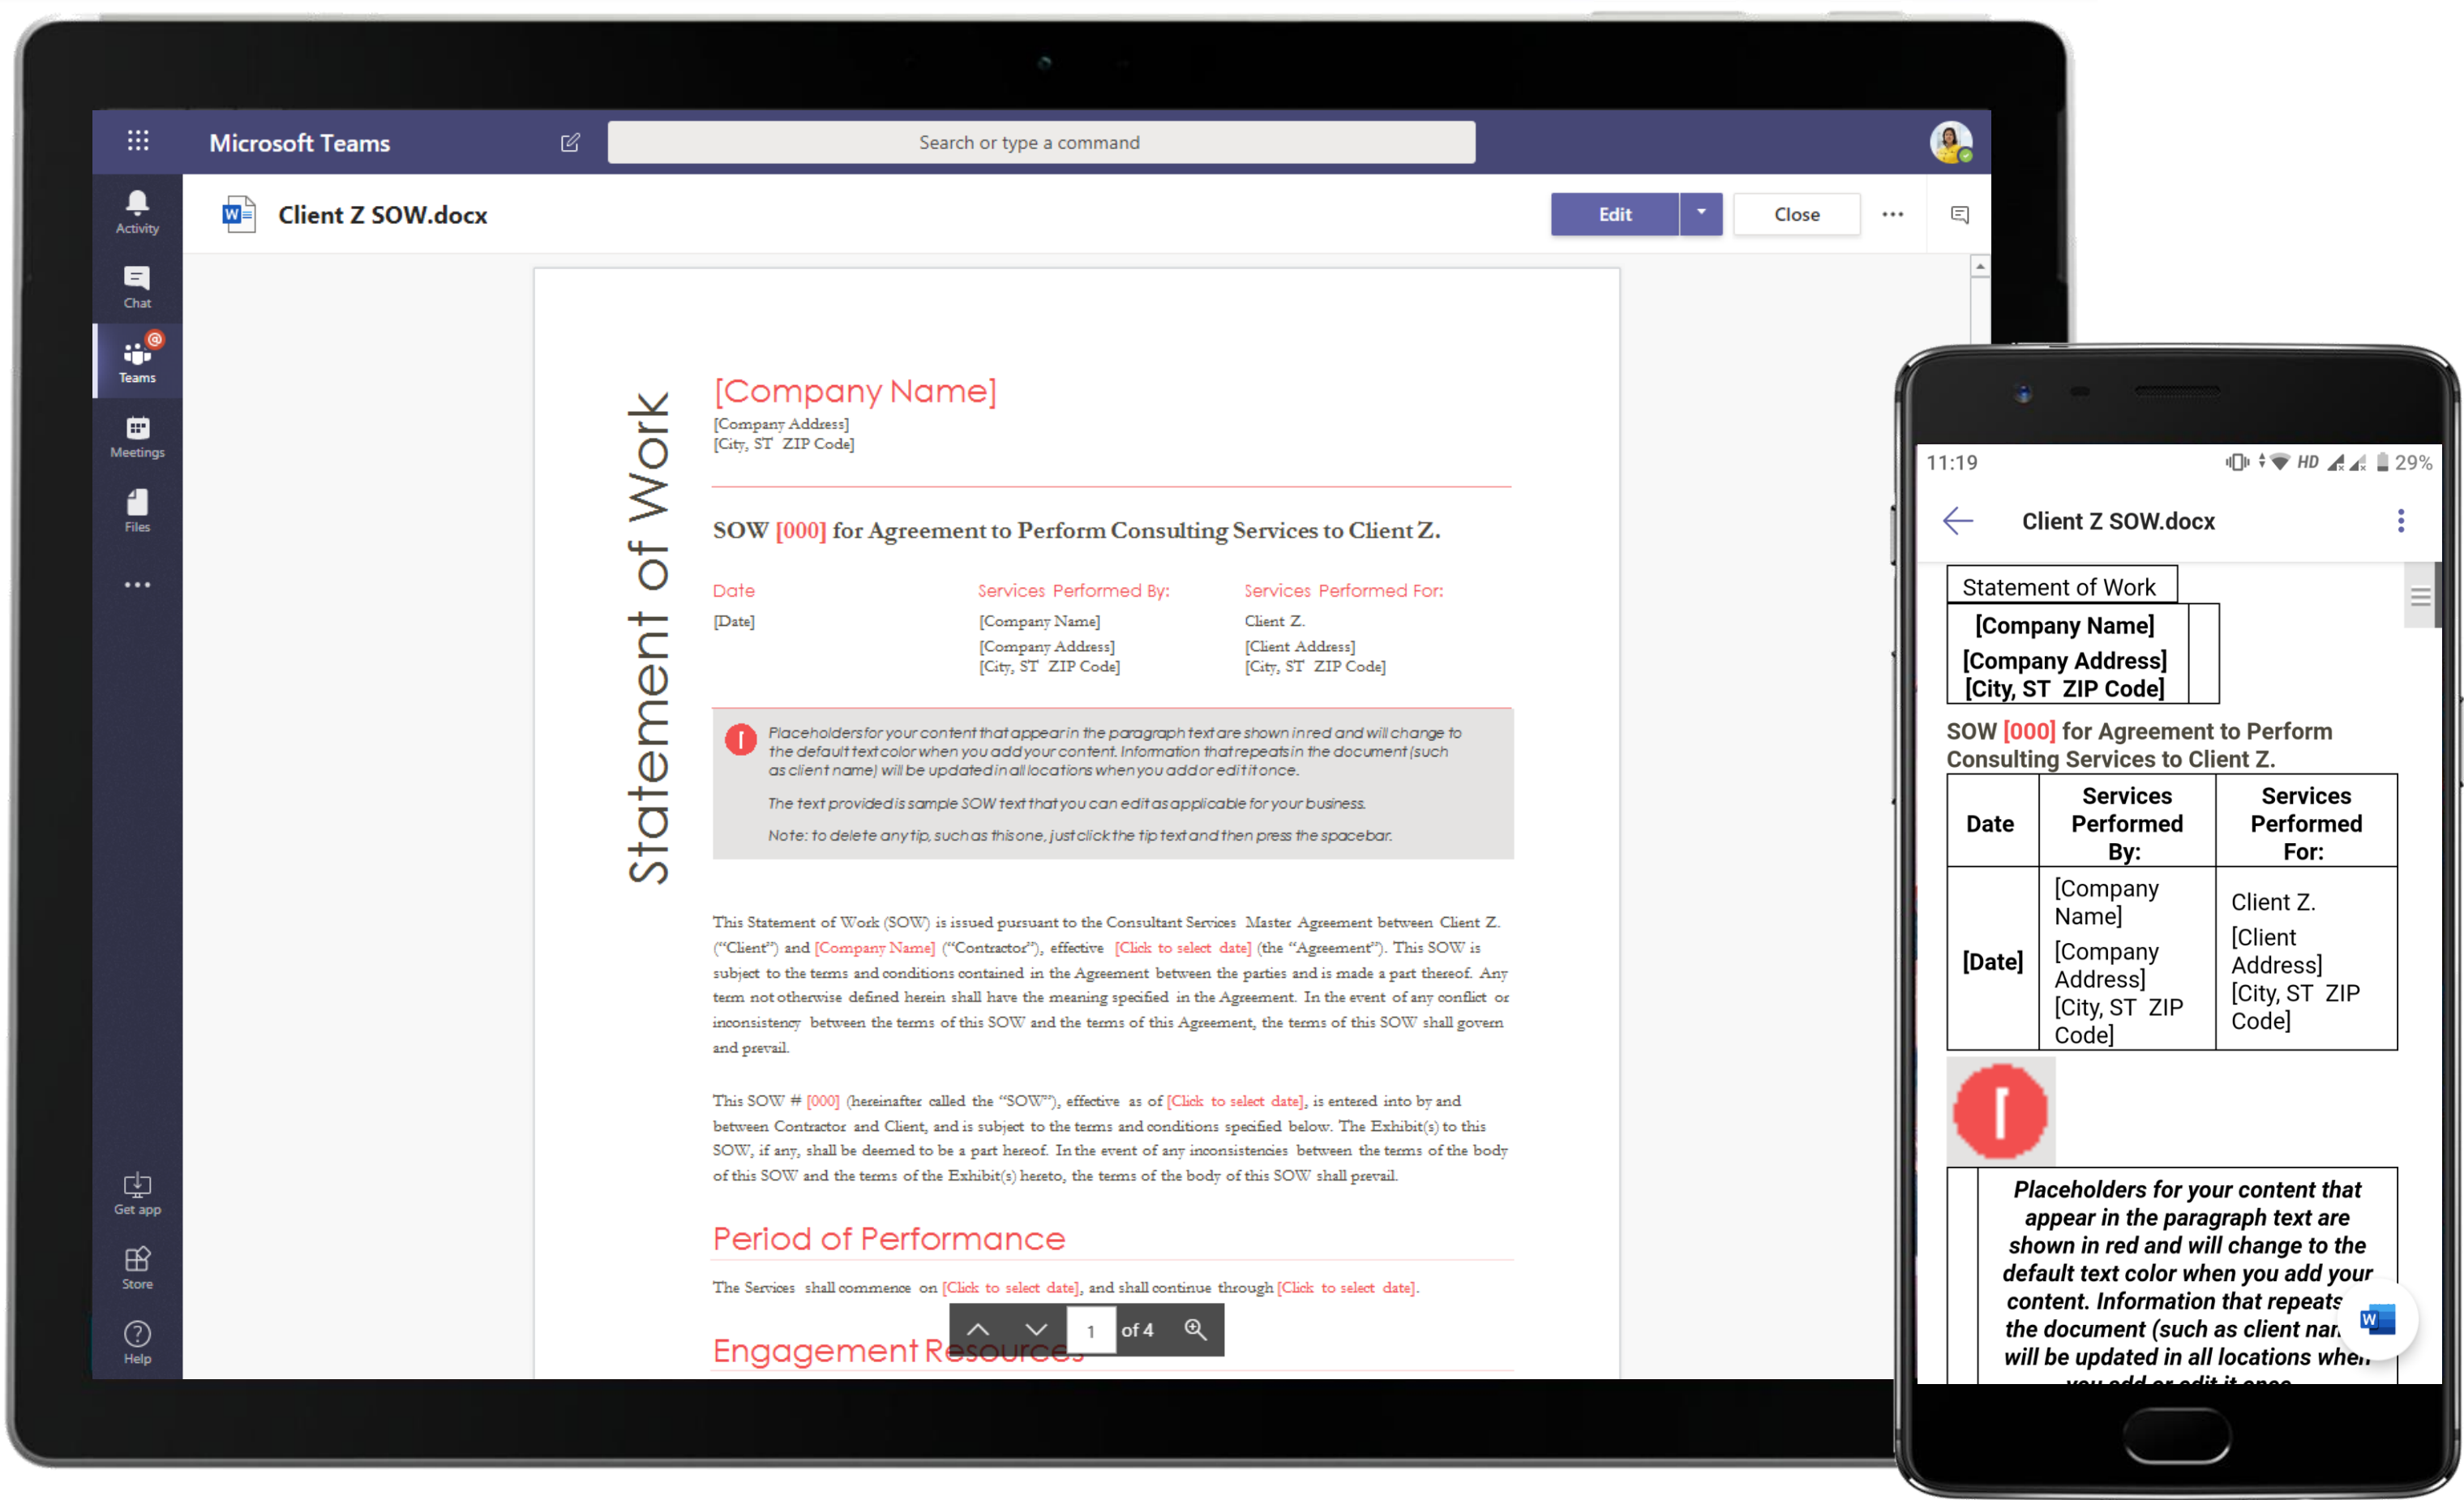 Microsoft Teams
Search or type a command
Activity
Chat
@
Teams
Meetings
Files
Get app
Store
Help
W
Client Z SOW.docx
Edit
Close
Statement of Work
[Company Name]
[Company Address]
[City, ST ZIP Code]
SOW [000] for Agreement to Perform Consulting Services to Client Z.
Date
Services Performed By:
Services Performed For:
[Date]
[Company Name]
Client Z.
[Company Address]
[Client Address]
[City, ST ZIP Code]
[City, ST ZIP Code]
Placeholders for your content that appear in the paragraph text are shown in red and will change to
the default text color when you add your content. Information that repeats in the document (such
as client name) will be updated in all locations when you add or edit it once.
The text provided is sample SOW text that you can edit as applicable for your business.
Note: to delete any tip, such as this one, just click the tip text and then press the spacebar.
This Statement of Work (SOW) is issued pursuant to the Consultant Services Master Agreement between Client Z.
(“Client”) and [Company Name] (“Contractor”), effective [Click to select date] (the “Agreement”). This SOW is
subject to the terms and conditions contained in the Agreement between the parties and is made a part thereof. Any
term not otherwise defined herein shall have the meaning specified in the Agreement. In the event of any conflict or
inconsistency between the terms of this SOW and the terms of this Agreement, the terms of this SOW shall govern
and prevail.
This SOW # [000] (hereinafter called the “SOW”), effective as of [Click to select date], is entered into by and
between Contractor and Client, and is subject to the terms and conditions specified below. The Exhibit(s) to this
SOW, if any, shall be deemed to be a part hereof. In the event of any inconsistencies between the terms of the body
of this SOW and the terms of the Exhibit(s) hereto, the terms of the body of this SOW shall prevail.
Period of Performance
The Services shall commence on [Click to select date], and shall continue through [Click to select date].
1 of 4
Engagement Resources
11:19
HD
29%
Client Z SOW.docx
Statement of Work
[Company Name]
[Company Address]
[City, ST ZIP Code]
SOW [000] for Agreement to Perform
Consulting Services to Client Z.
Date
Services
Performed
By:
Services
Performed
For:
[Date]
[Company
Name]
[Company
Address]
[City, ST ZIP
Code]
Client Z.
[Client
Address]
[City, ST ZIP
Code]
Placeholders for your content that
appear in the paragraph text are
shown in red and will change to the
default text color when you add your
content. Information that repeats
the document (such as client
will be updated in all locations when
you add or edit it once
W